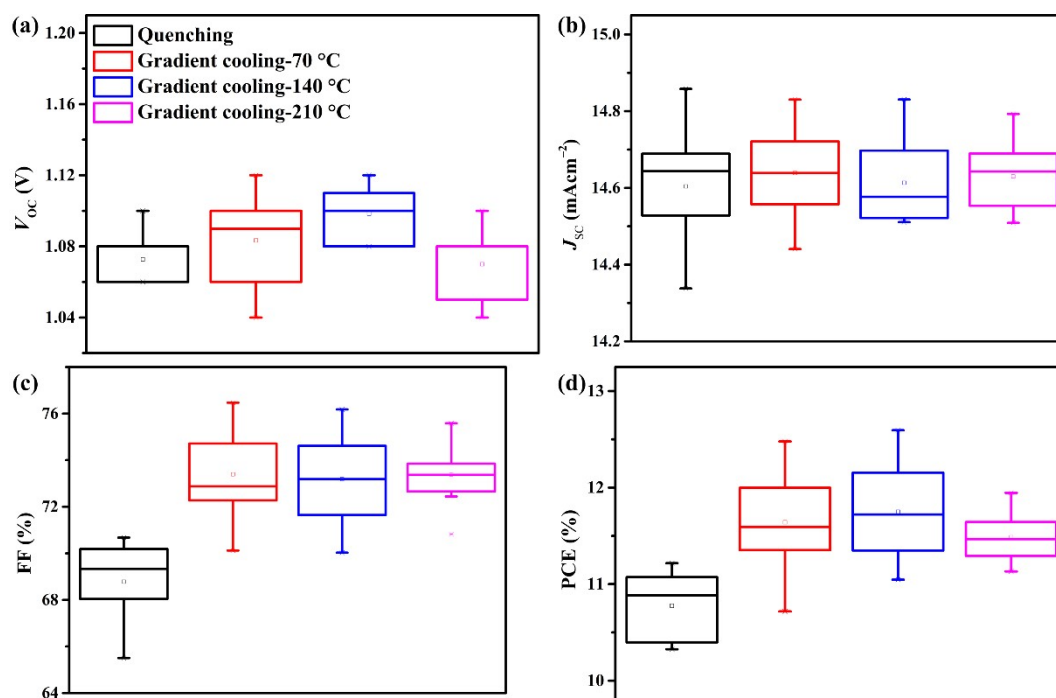 (a)
1.20
1.16
1.12
1.08
1.04
V_OC (V)
Quenching
Gradient cooling-70 °C
Gradient cooling-140 °C
Gradient cooling-210 °C
(b)
15.0
14.8
14.6
14.4
14.2
J_SC (mAcm⁻²)
(c)
76
72
68
64
FF (%)
(d)
13
12
11
10
PCE (%)